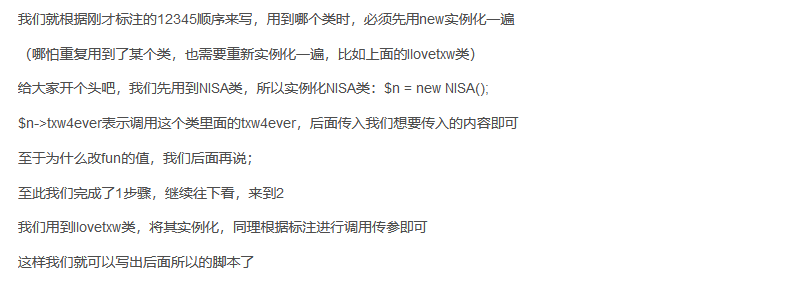 我们就根据刚才标注的12345顺序来写，用到哪个类时，必须先用new实例化一遍
（哪怕重复用到了某个类，也需要重新实例化一遍，比如上面的Ilovetxw类）
给大家开个头吧，我们先用到NISA类，所以实例化NISA类：$n = new NISA();
$n->txw4ever表示调用这个类里面的txw4ever，后面传入我们想要传入的内容即可
至于为什么改fun的值，我们后面再说；
至此我们完成了1步骤，继续往下看，来到2
我们用到Ilovetxw类，将其实例化，同理根据标注进行调用传参即可
这样我们就可以写出后面所以的脚本了